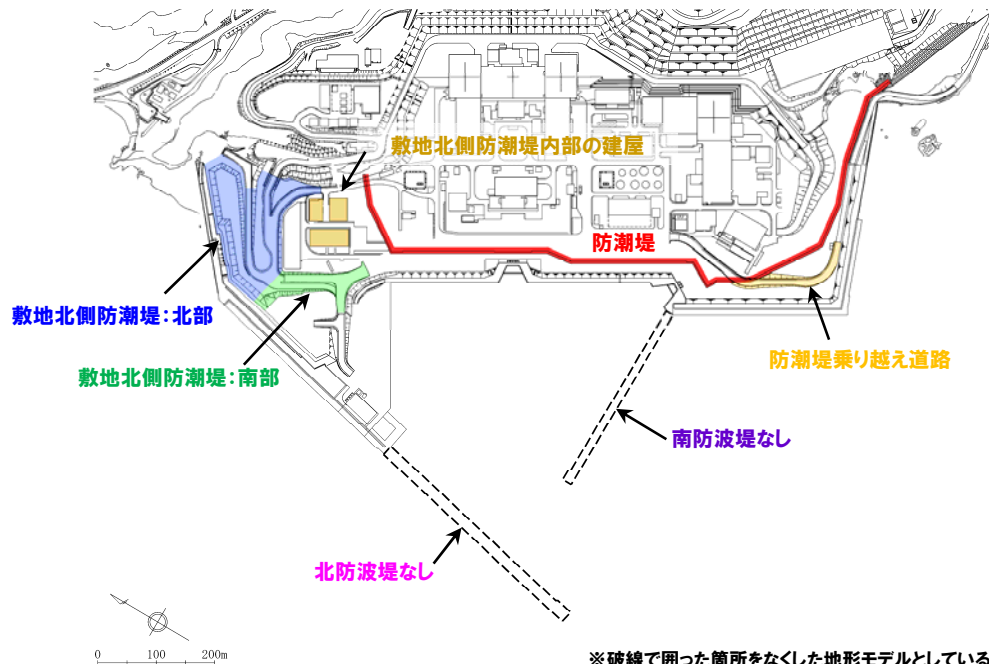 敷地北側防潮堤内部の建屋
防潮堤
敷地北側防潮堤:北部
防潮堤乗り越え道路
敷地北側防潮堤:南部
南防波堤なし
北防波堤なし
0 100 200m
※破線で囲った箇所をなくした地形モデルとしている